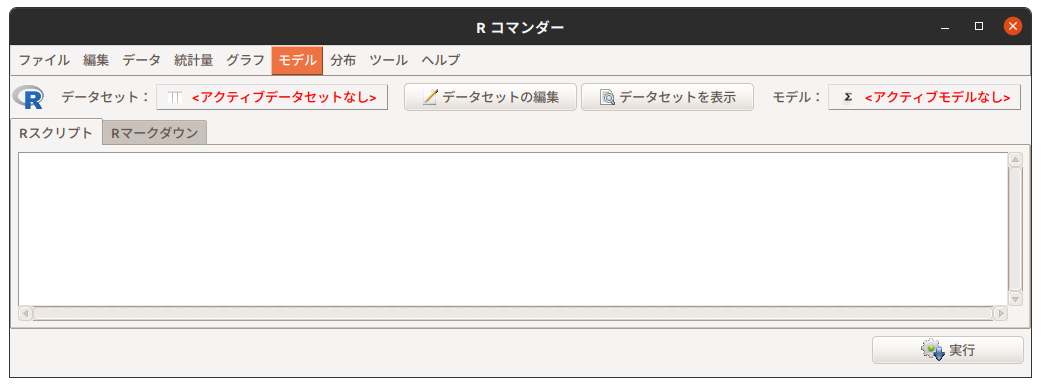 R コマンダー
ファイル 編集 データ 統計量 グラフ モデル 分布 ツール ヘルプ
R データセット： <アクティブデータセットなし> データセットの編集 データセットを表示 モデル： Σ <アクティブモデルなし>
Rスクリプト Rマークダウン
実行